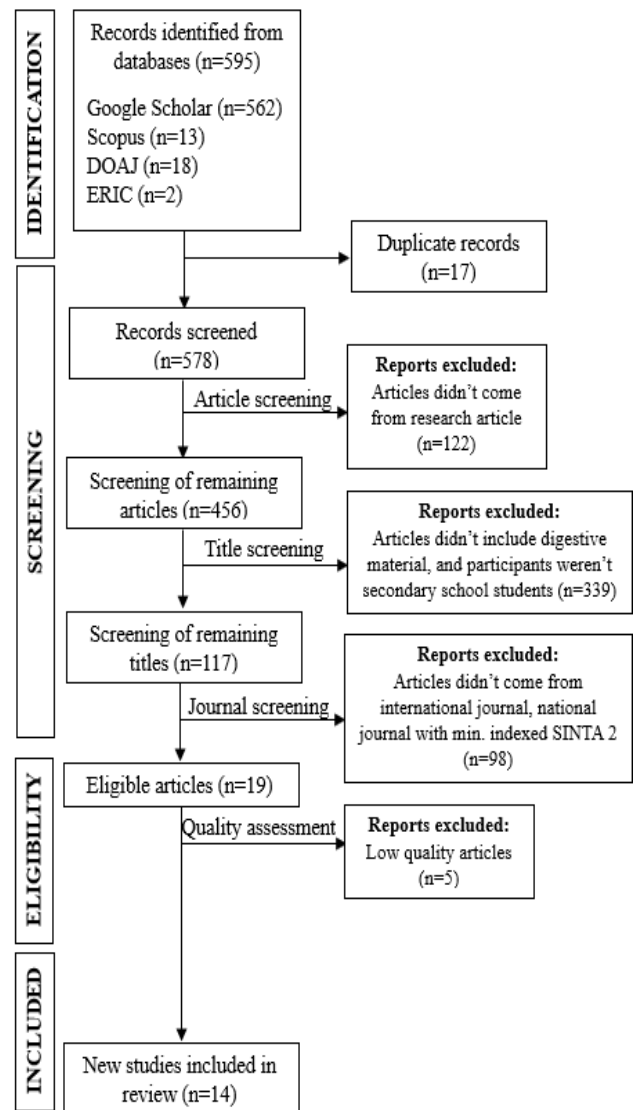 IDENTIFICATION
Records identified from
databases (n=595)
Google Scholar (n=562)
Scopus (n=13)
DOAJ (n=18)
ERIC (n=2)
Duplicate records
(n=17)
SCREENING
Records screened
(n=578)
Article screening
Reports excluded:
Articles didn’t come
from research article
(n=122)
Screening of remaining
articles (n=456)
Title screening
Reports excluded:
Articles didn’t include digestive
material, and participants weren’t
secondary school students (n=339)
Screening of remaining
titles (n=117)
Journal screening
Reports excluded:
Articles didn’t come from
international journal, national
journal with min. indexed SINTA 2
(n=98)
ELIGIBILITY
Eligible articles (n=19)
Quality assessment
Reports excluded:
Low quality articles
(n=5)
INCLUDED
New studies included in
review (n=14)